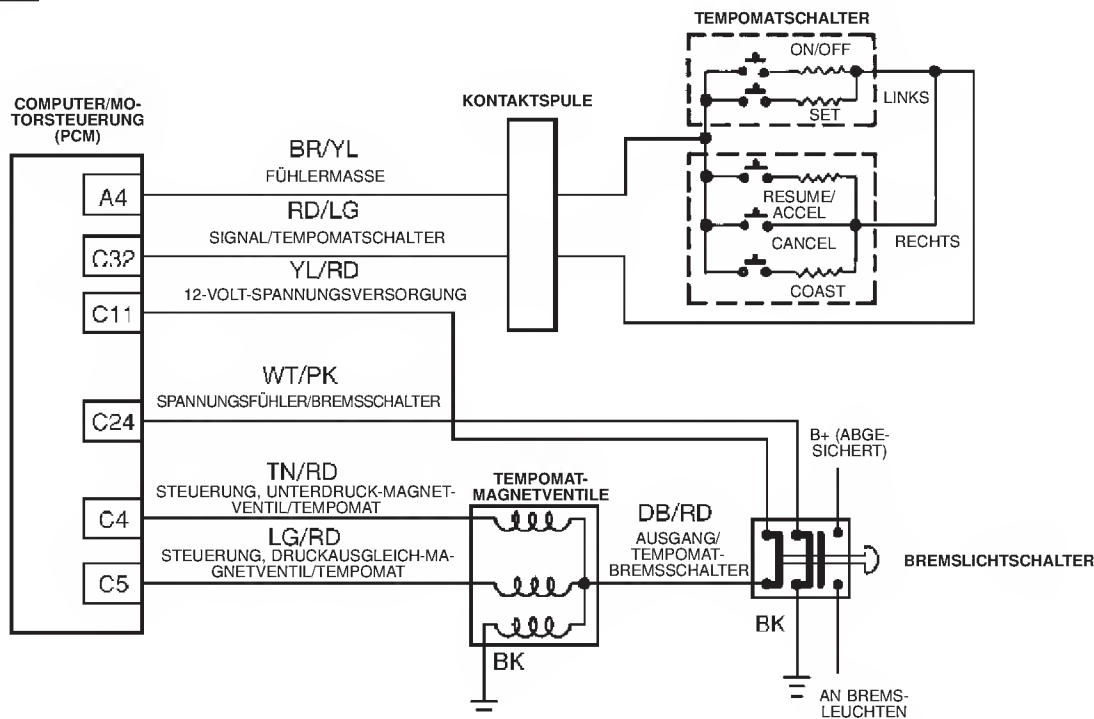 TEMPOMATSCHALTER
ON/OFF
LINKS
SET
COMPUTER/MO-
TORSTEUERUNG
(PCM)
KONTAKTSPULE
BR/YL
A4
FÜHLERMASSE
RESUME/
ACCEL
RD/LG
SIGNAL/TEMPOMATSCHALTER
CANCEL
RECHTS
C32
YL/RD
12-VOLT-SPANNUNGSVERSORGUNG
COAST
C11
WT/PK
SPANNUNGSFÜHLER/BREMSSCHALTER
C24
B+ (ABGE-
SICHERT)
TN/RD
STEUERUNG, UNTERDRUCK-MAGNET-
VENTIL/TEMPOMAT
C4
TEMPOMAT-
MAGNETVENTILE
DB/RD
AUSGANG/
TEMPOMAT-
BREMSSCHALTER
LG/RD
STEUERUNG, DRUCKAUSGLEICH-MA-
GNETVENTIL/TEMPOMAT
C5
BREMSLICHTSCHALTER
BK
BK
AN BREMS-
LEUCHTEN